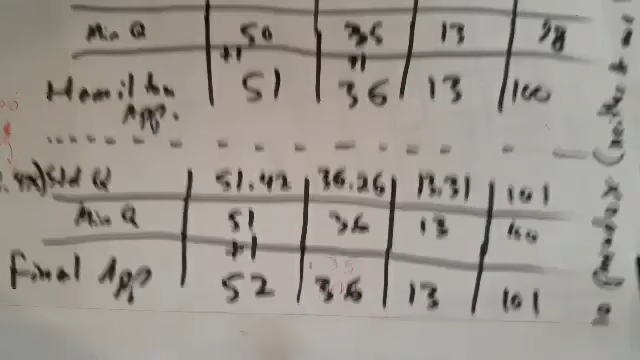 Min Q 50 35 13 98
+1 +1
Hamilton App. 51 36 13 100
Std Q 51.42 36.26 13.31 101
Min Q 51 36 13 100
+1
Final App 52 36 13 101